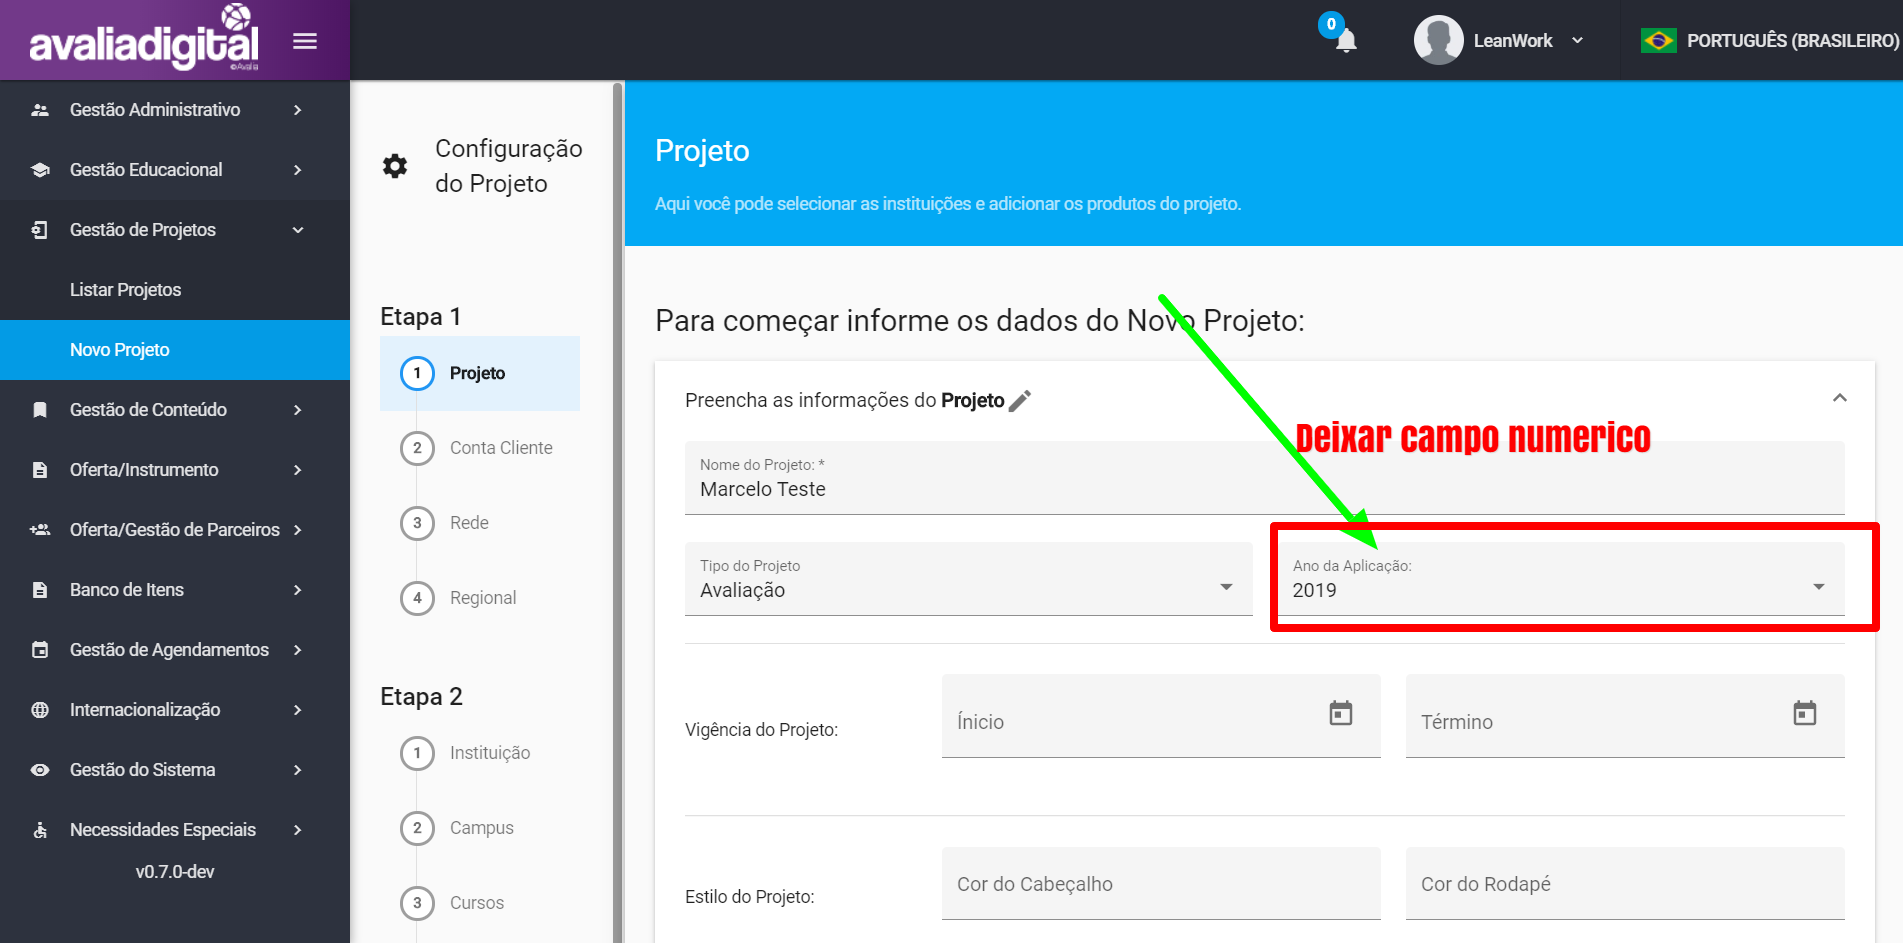 avaliadigital
©Avalia
0
LeanWork
PORTUGUÊS (BRASILEIRO)
Gestão Administrativo
Gestão Educacional
Gestão de Projetos
Listar Projetos
Novo Projeto
Gestão de Conteúdo
Oferta/Instrumento
Oferta/Gestão de Parceiros
Banco de Itens
Gestão de Agendamentos
Internacionalização
Gestão do Sistema
Necessidades Especiais
v0.7.0-dev
Configuração
do Projeto
Etapa 1
1 Projeto
2 Conta Cliente
3 Rede
4 Regional
Etapa 2
1 Instituição
2 Campus
3 Cursos
Projeto
Aqui você pode selecionar as instituições e adicionar os produtos do projeto.
Para começar informe os dados do Novo Projeto:
Preencha as informações do Projeto
Deixar campo numerico
Nome do Projeto: *
Marcelo Teste
Tipo do Projeto
Avaliação
Ano da Aplicação:
2019
Vigência do Projeto:
Ínicio
Término
Estilo do Projeto:
Cor do Cabeçalho
Cor do Rodapé